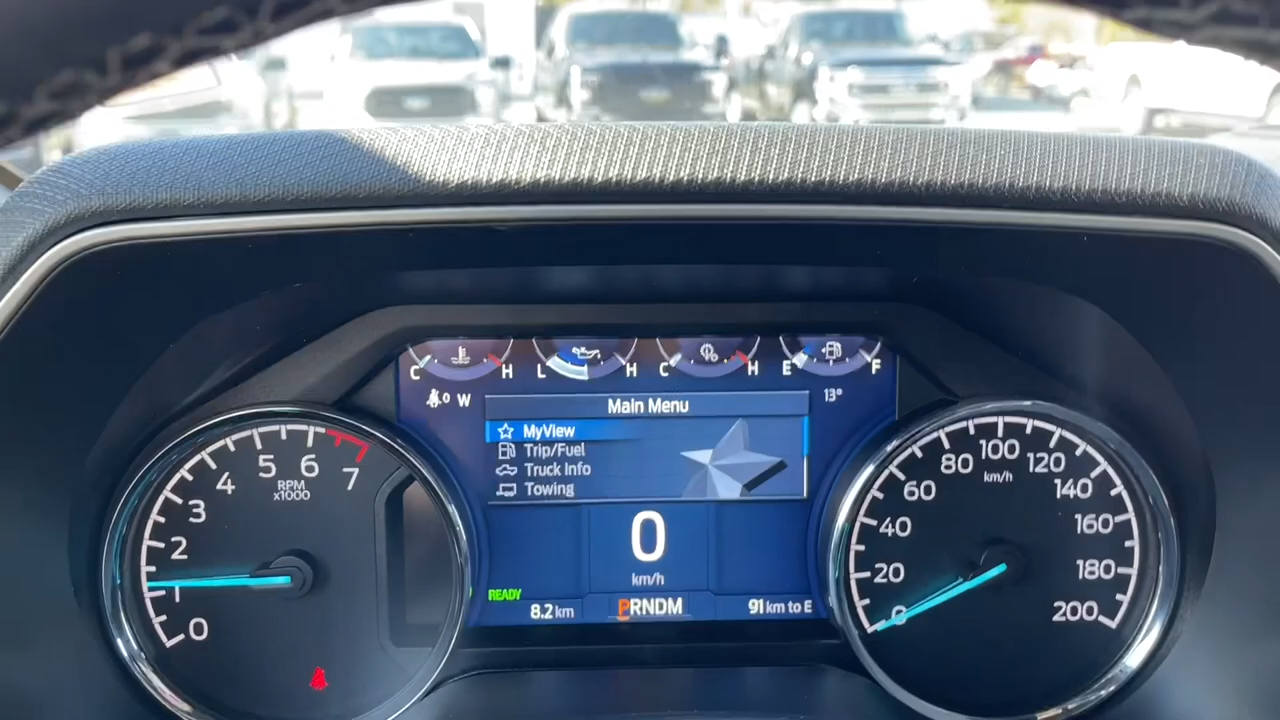 C H L H C H E F
0 W 13°
Main Menu
MyView
Trip/Fuel
Truck Info
Towing
0
km/h
READY
8.2 km PRNDM 91 km to E
0 1 2 3 4 5 6 7
RPM
x1000
0 20 40 60 80 100 120 140 160 180 200
km/h